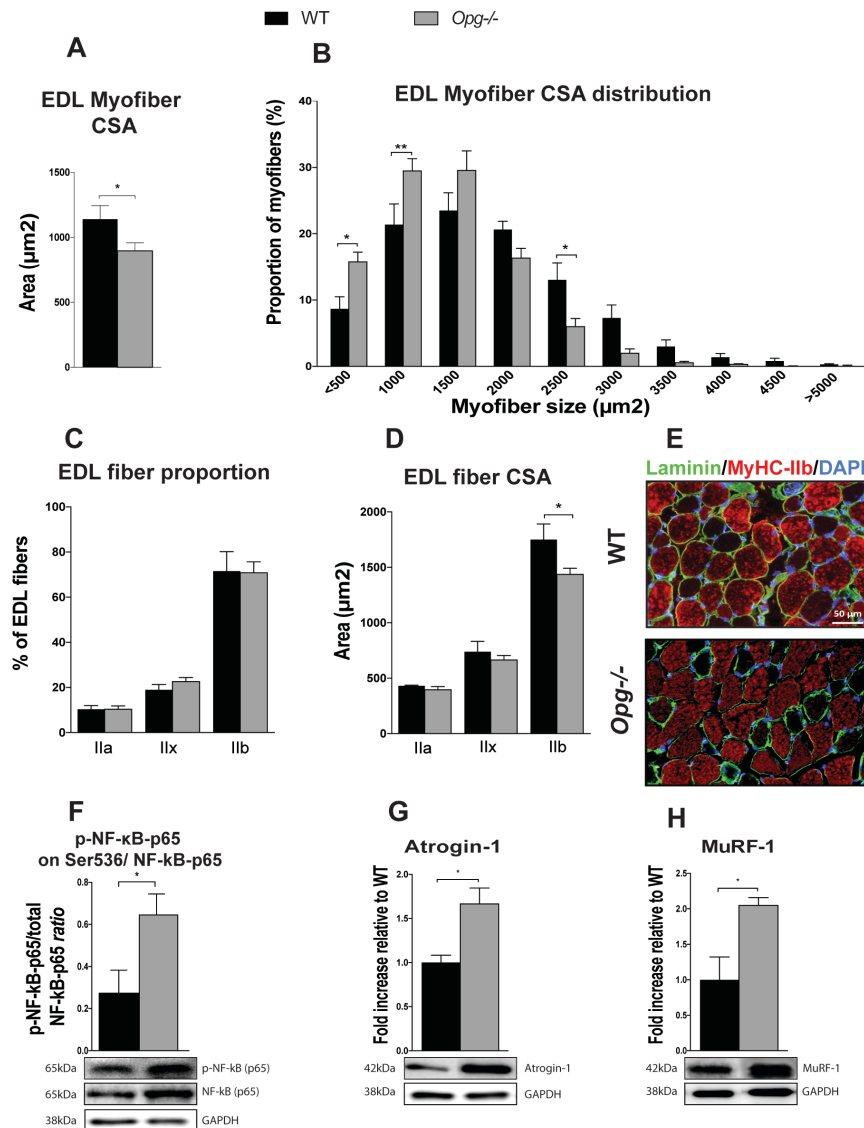 WT
Opg-/-
A
EDL Myofiber
CSA
Area (µm2)
1500
1000
500
0
*
B
EDL Myofiber CSA distribution
Proportion of myofibers (%)
40
30
20
10
0
*
**
*
<500
1000
1500
2000
2500
3000
3500
4000
4500
>5000
Myofiber size (µm2)
C
EDL fiber proportion
% of EDL fibers
100
80
60
40
20
0
IIa
IIx
IIb
D
EDL fiber CSA
Area (µm2)
2000
1500
1000
500
0
*
IIa
IIx
IIb
E
Laminin/MyHC-IIb/DAPI
WT
50 µm
Opg-/-
F
p-NF-κB-p65
on Ser536/ NF-kB-p65
p-NF-kB-p65/total
NF-kB-p65 ratio
0.8
0.6
0.4
0.2
0.0
*
65kDa
p-NF-kB (p65)
65kDa
NF-kB (p65)
38kDa
GAPDH
G
Atrogin-1
Fold increase relative to WT
2.0
1.5
1.0
0.5
0.0
*
42kDa
Atrogin-1
38kDa
GAPDH
H
MuRF-1
Fold increase relative to WT
2.5
2.0
1.5
1.0
0.5
0.0
*
42kDa
MuRF-1
38kDa
GAPDH